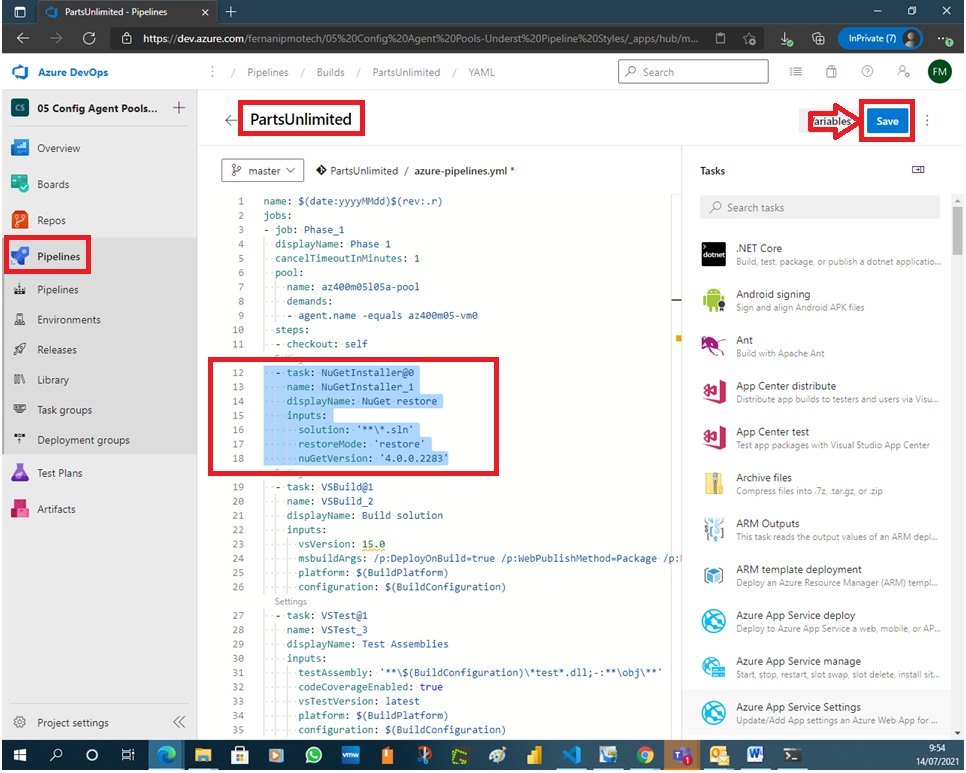 PartsUnlimited - Pipelines
https://dev.azure.com/fernanipmotech/05%20Config%20Agent%20Pools-Underst%20Pipeline%20Styles/_apps/hub/m...
InPrivate (7)
Azure DevOps
/ Pipelines / Builds / PartsUnlimited / YAML
Search
FM
CS
05 Config Agent Pools...
Overview
Boards
Repos
Pipelines
Pipelines
Environments
Releases
Library
Task groups
Deployment groups
Test Plans
Artifacts
Project settings
PartsUnlimited
Variables
Save
master
PartsUnlimited / azure-pipelines.yml *
1 name: $(date:yyyyMMdd)$(rev:.r)
2 jobs:
3 - job: Phase_1
4 displayName: Phase 1
5 cancelTimeoutInMinutes: 1
6 pool:
7 name: az400m05l05a-pool
8 demands:
9 - agent.name -equals az400m05-vm0
10 steps:
11 - checkout: self
12 - task: NuGetInstaller@0
13 name: NuGetInstaller_1
14 displayName: NuGet restore
15 inputs:
16 solution: '**\*.sln'
17 restoreMode: 'restore'
18 nuGetVersion: '4.0.0.2283'
19 - task: VSBuild@1
20 name: VSBuild_2
21 displayName: Build solution
22 inputs:
23 vsVersion: 15.0
24 msbuildArgs: /p:DeployOnBuild=true /p:WebPublishMethod=Package /p:
25 platform: $(BuildPlatform)
26 configuration: $(BuildConfiguration)
Settings
27 - task: VSTest@1
28 name: VSTest_3
29 displayName: Test Assemblies
30 inputs:
31 testAssembly: '**\$(BuildConfiguration)\*test*.dll;-:**\obj\**'
32 codeCoverageEnabled: true
33 vsTestVersion: latest
34 platform: $(BuildPlatform)
35 configuration: $(BuildConfiguration)
Tasks
Search tasks
dotnet
.NET Core
Build, test, package, or publish a dotnet applicatio...
Android signing
Sign and align Android APK files
Ant
Build with Apache Ant
App Center distribute
Distribute app builds to testers and users via Visu...
App Center test
Test app packages with Visual Studio App Center
Archive files
Compress files into .7z, .tar.gz, or .zip
ARM Outputs
This task reads the output values of an ARM depl...
ARM template deployment
Deploy an Azure Resource Manager (ARM) templ...
Azure App Service deploy
Deploy to Azure App Service a web, mobile, or AP...
Azure App Service manage
Start, stop, restart, slot swap, slot delete, install sit...
Azure App Service Settings
Update/Add App settings an Azure Web App for ...
vmw
9:54
14/07/2021